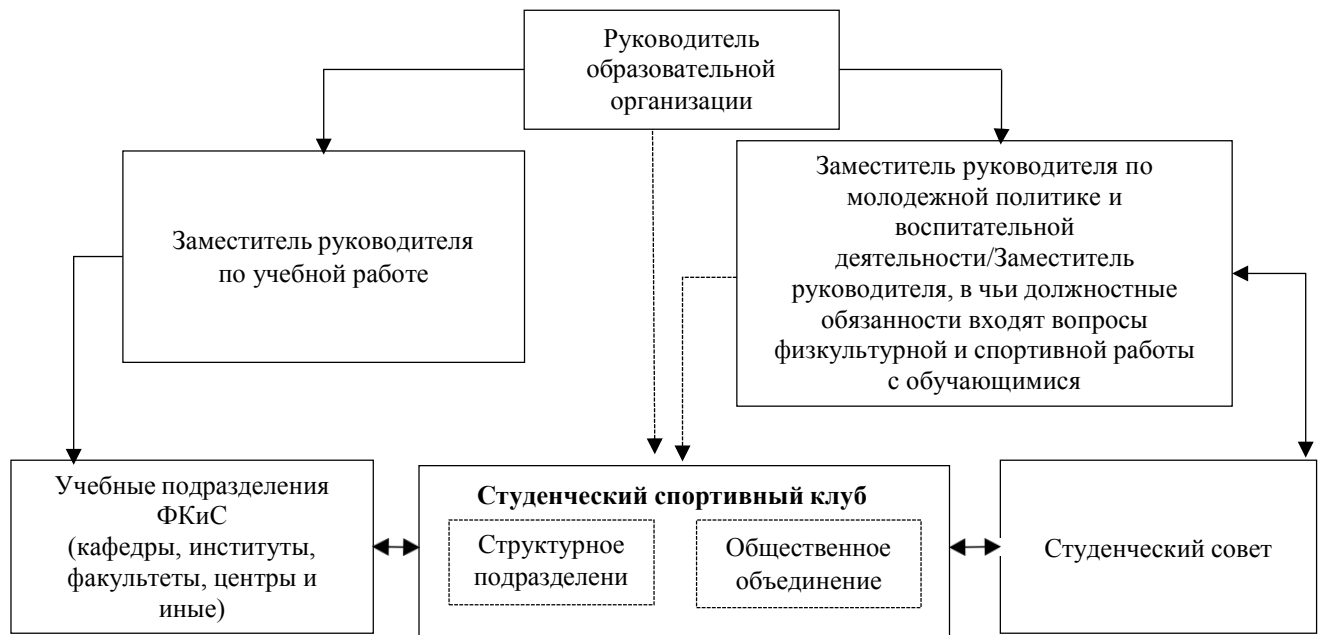 Руководитель
образовательной
организации
Заместитель руководителя
по учебной работе
Заместитель руководителя по
молодежной политике и
воспитательной
деятельности/Заместитель
руководителя, в чьи должностные
обязанности входят вопросы
физкультурной и спортивной работы
с обучающимися
Учебные подразделения
ФКиС
(кафедры, институты,
факультеты, центры и
иные)
Студенческий спортивный клуб
Структурное
подразделени
Общественное
объединение
Студенческий совет